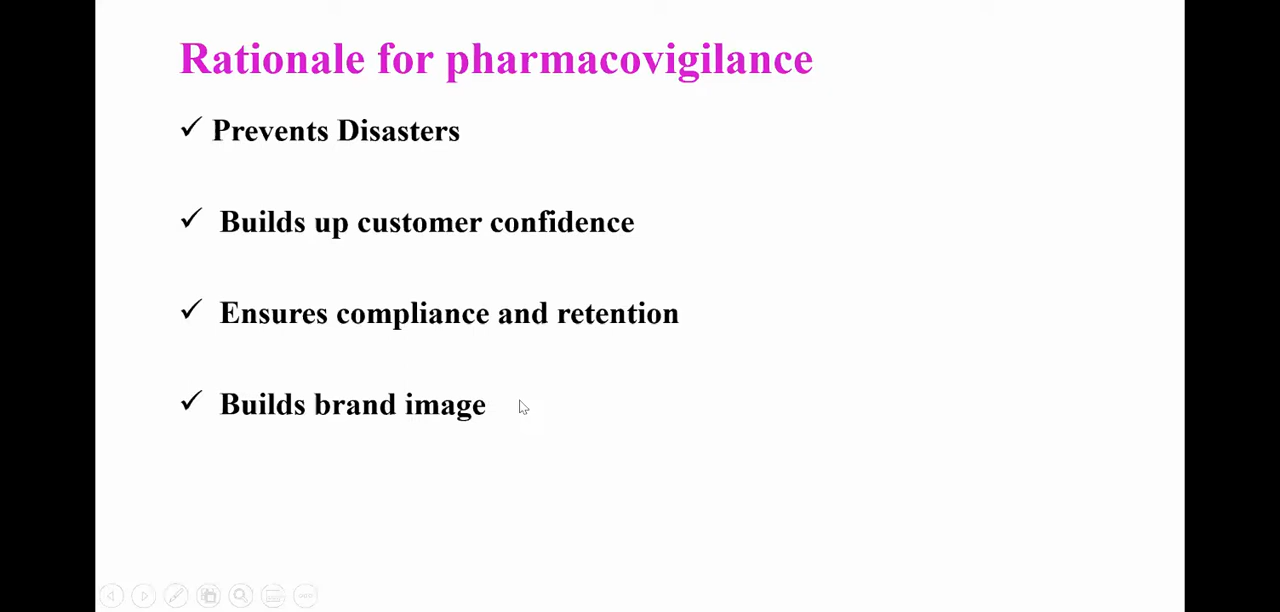 Rationale for pharmacovigilance
✓ Prevents Disasters
✓ Builds up customer confidence
✓ Ensures compliance and retention
✓ Builds brand image